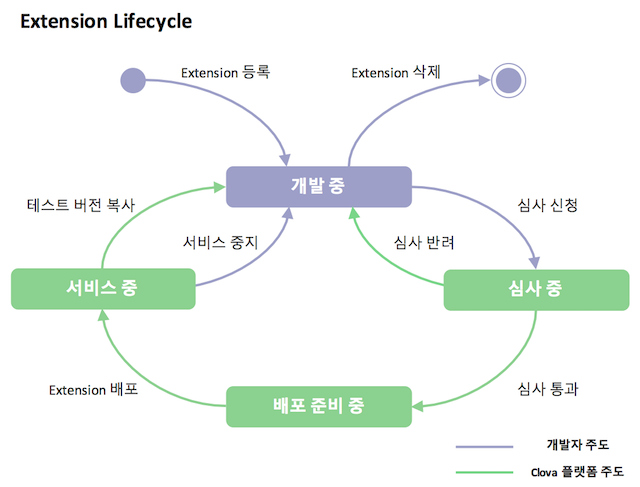 Extension Lifecycle
Extension 등록
Extension 삭제
개발 중
테스트 버전 복사
심사 신청
서비스 중지
심사 반려
서비스 중
심사 중
Extension 배포
심사 통과
배포 준비 중
개발자 주도
Clova 플랫폼 주도